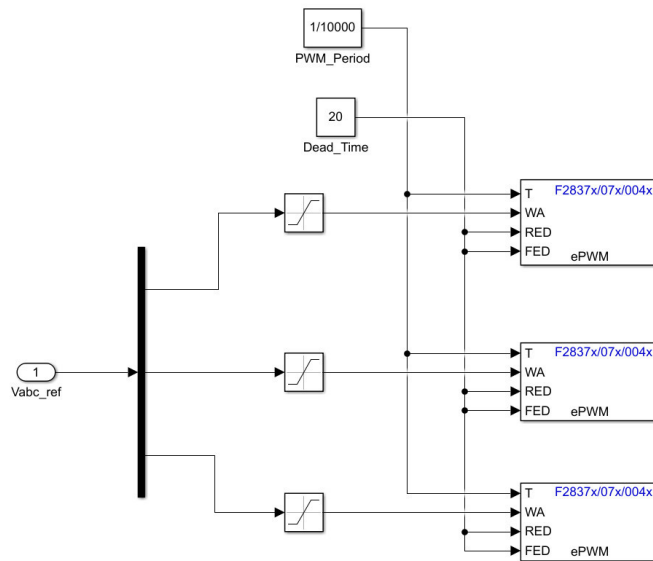 1/10000
PWM_Period
20
Dead_Time
F2837x/07x/004x
T
WA
RED
FED
ePWM
1
Vabc_ref
F2837x/07x/004x
T
WA
RED
FED
ePWM
F2837x/07x/004x
T
WA
RED
FED
ePWM